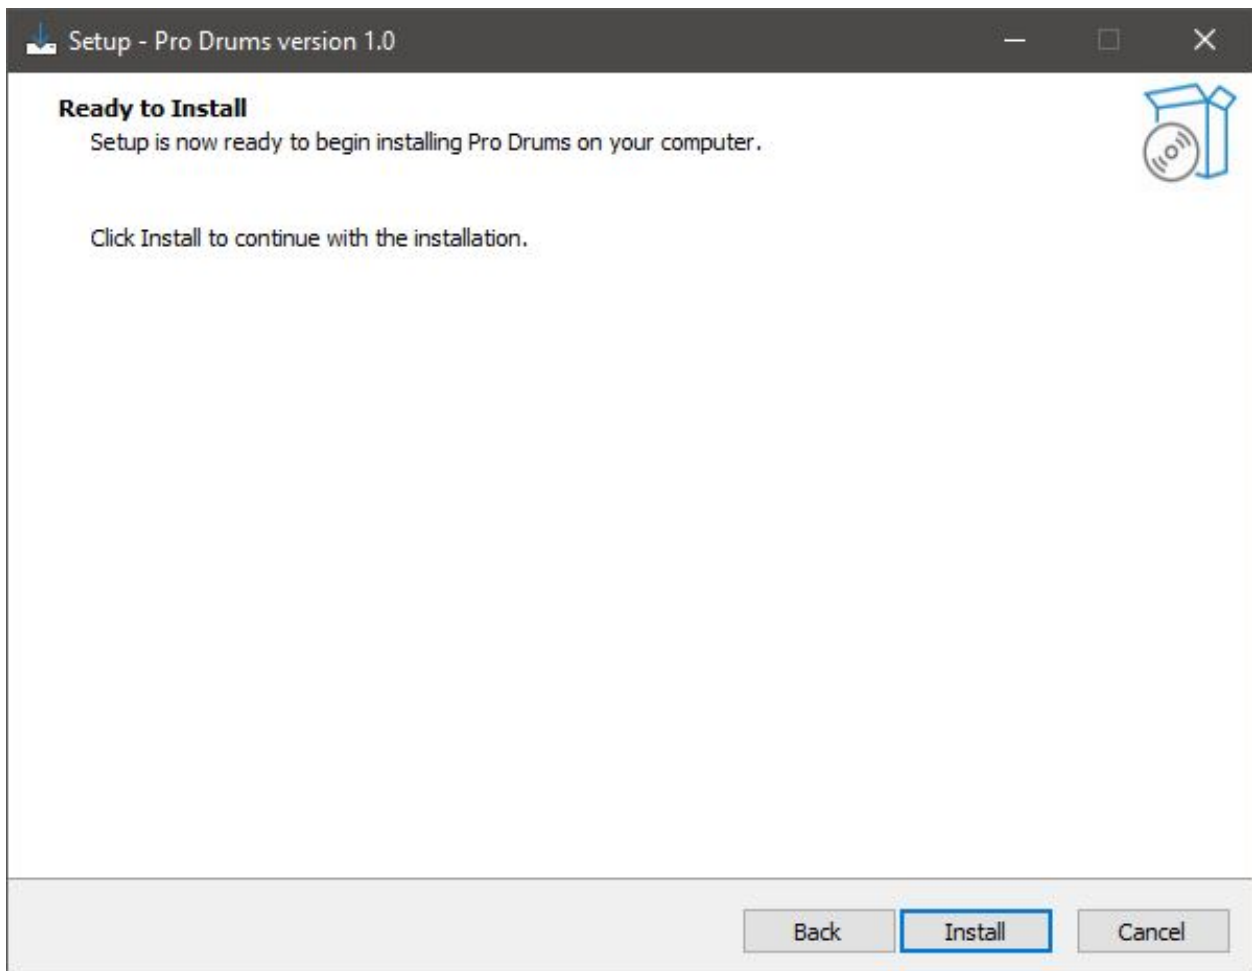 Setup - Pro Drums version 1.0
Ready to Install
Setup is now ready to begin installing Pro Drums on your computer.
Click Install to continue with the installation.
Back
Install
Cancel